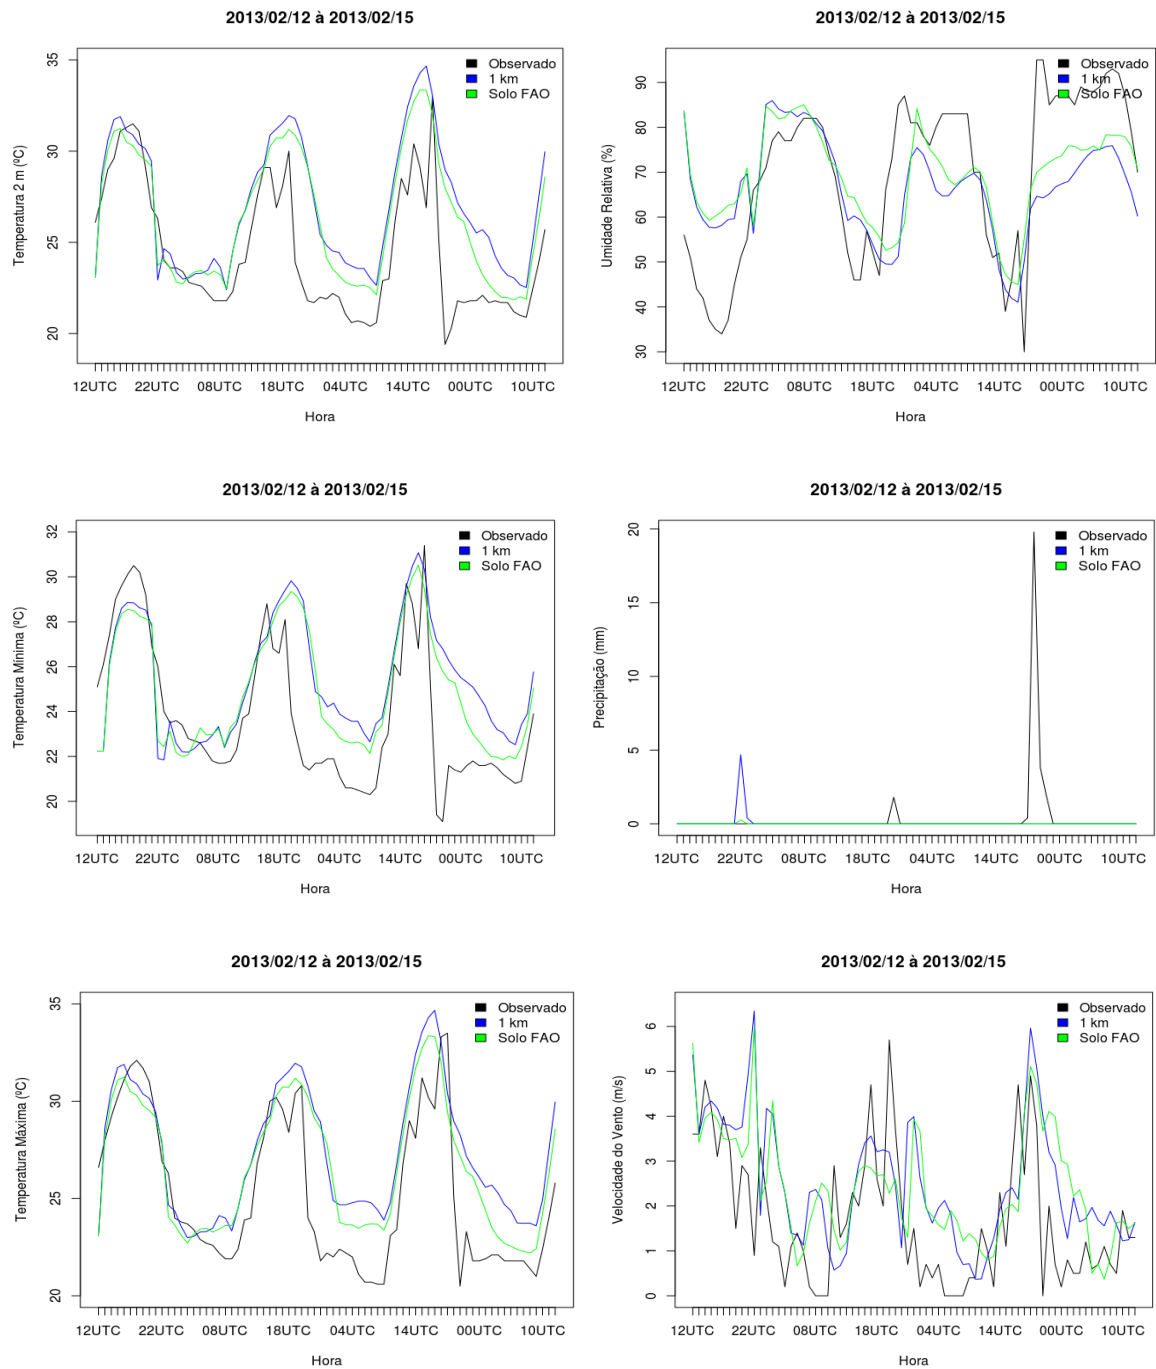 2013/02/12 à 2013/02/15
Temperatura 2 m (ºC)
35
30
25
20
Observado
1 km
Solo FAO
12UTC 22UTC 08UTC 18UTC 04UTC 14UTC 00UTC 10UTC
Hora
2013/02/12 à 2013/02/15
Umidade Relativa (%)
90
80
70
60
50
40
30
Observado
1 km
Solo FAO
12UTC 22UTC 08UTC 18UTC 04UTC 14UTC 00UTC 10UTC
Hora
2013/02/12 à 2013/02/15
Temperatura Mínima (ºC)
32
30
28
26
24
22
20
Observado
1 km
Solo FAO
12UTC 22UTC 08UTC 18UTC 04UTC 14UTC 00UTC 10UTC
Hora
2013/02/12 à 2013/02/15
Precipitação (mm)
20
15
10
5
0
Observado
1 km
Solo FAO
12UTC 22UTC 08UTC 18UTC 04UTC 14UTC 00UTC 10UTC
Hora
2013/02/12 à 2013/02/15
Temperatura Máxima (ºC)
35
30
25
20
Observado
1 km
Solo FAO
12UTC 22UTC 08UTC 18UTC 04UTC 14UTC 00UTC 10UTC
Hora
2013/02/12 à 2013/02/15
Velocidade do Vento (m/s)
6
5
4
3
2
1
0
Observado
1 km
Solo FAO
12UTC 22UTC 08UTC 18UTC 04UTC 14UTC 00UTC 10UTC
Hora